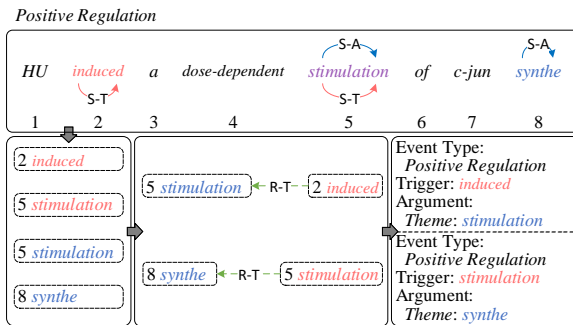 Positive Regulation
S-A S-A
HU induced a dose-dependent stimulation of c-jun synthe
S-T S-T
1 2 3 4 5 6 7 8
2 induced
5 stimulation
5 stimulation
8 synthe
5 stimulation R-T 2 induced
8 synthe R-T 5 stimulation
Event Type:
Positive Regulation
Trigger: induced
Argument:
Theme: stimulation
Event Type:
Positive Regulation
Trigger: stimulation
Argument:
Theme: synthe